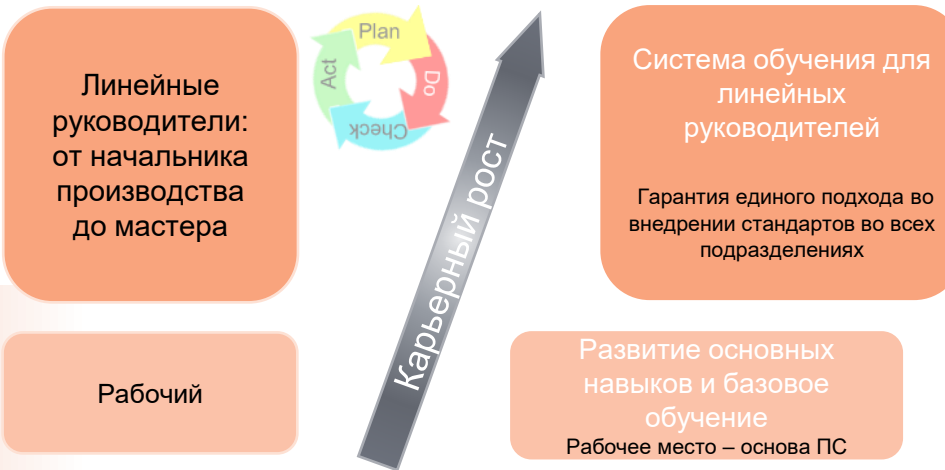 Линейные
руководители:
от начальника
производства
до мастера
Plan
Do
Check
Act
Карьерный рост
Система обучения для
линейных
руководителей
Гарантия единого подхода во
внедрении стандартов во всех
подразделениях
Рабочий
Развитие основных
навыков и базовое
обучение
Рабочее место – основа ПС